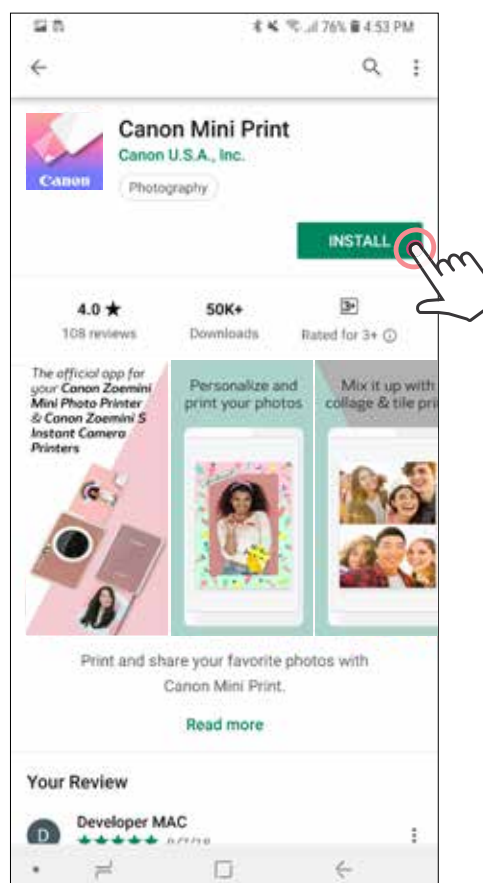 76% 4:53 PM
Canon Mini Print
Canon U.S.A., Inc.
Canon
Photography
INSTALL
4.0 ★ 50K+ 3+
108 reviews Downloads Rated for 3+
The official app for
your Canon Zoemini
Mini Photo Printer
& Canon Zoemini S
Instant Camera
Printers
Personalize and
print your photos
Mix it up with
collage & tile pri
Print and share your favorite photos with
Canon Mini Print.
Read more
Your Review
D
Developer MAC